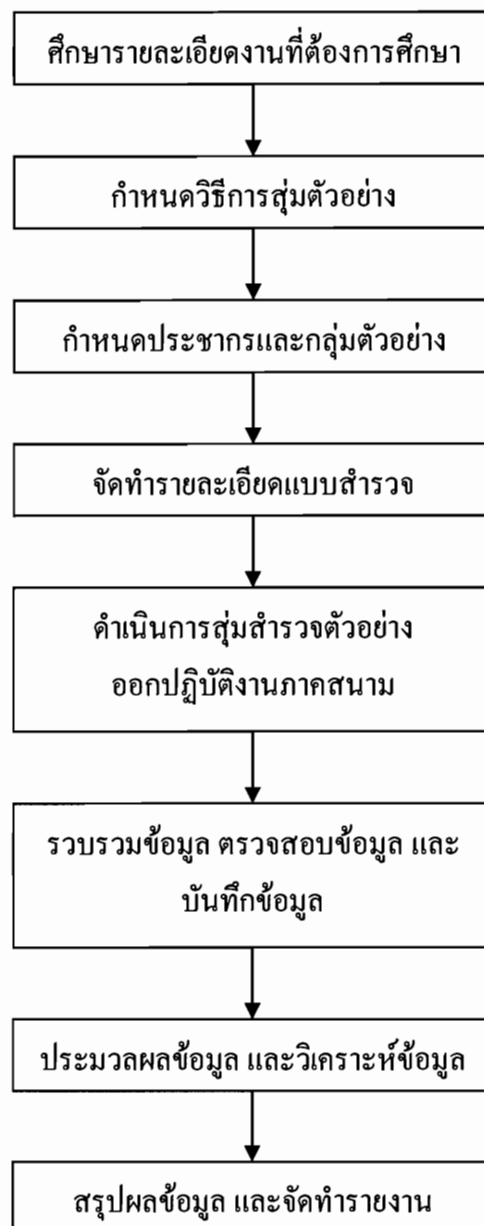 ศึกษารายละเอียดงานที่ต้องการศึกษา
กำหนดวิธีการสุ่มตัวอย่าง
กำหนดประชากรและกลุ่มตัวอย่าง
จัดทำรายละเอียดแบบสำรวจ
ดำเนินการสุ่มสำรวจตัวอย่าง
ออกปฏิบัติงานภาคสนาม
รวบรวมข้อมูล ตรวจสอบข้อมูล และ
บันทึกข้อมูล
ประมวลผลข้อมูล และวิเคราะห์ข้อมูล
สรุปผลข้อมูล และจัดทำรายงาน